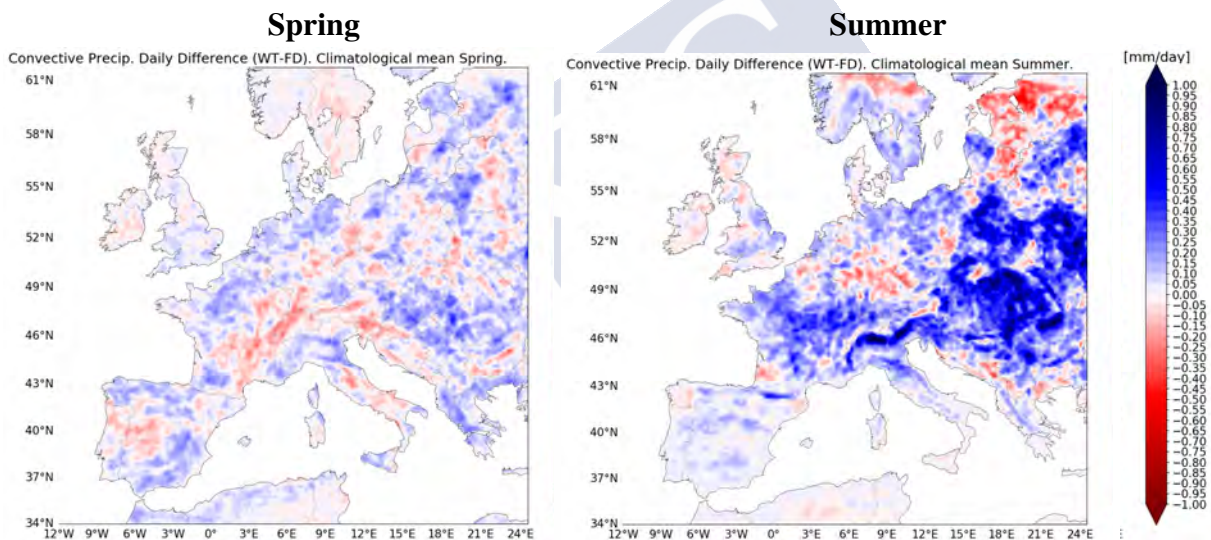 Spring
Summer
Convective Precip. Daily Difference (WT-FD). Climatological mean Spring.
Convective Precip. Daily Difference (WT-FD). Climatological mean Summer.
[mm/day]
61°N
58°N
55°N
52°N
49°N
46°N
43°N
40°N
37°N
34°N
12°W 9°W 6°W 3°W 0° 3°E 6°E 9°E 12°E 15°E 18°E 21°E 24°E
61°N
58°N
55°N
52°N
49°N
46°N
43°N
40°N
37°N
34°N
12°W 9°W 6°W 3°W 0° 3°E 6°E 9°E 12°E 15°E 18°E 21°E 24°E
1.00
0.95
0.90
0.85
0.80
0.75
0.70
0.65
0.60
0.55
0.50
0.45
0.40
0.35
0.30
0.25
0.20
0.15
0.10
0.05
0.00
−0.05
−0.10
−0.15
−0.20
−0.25
−0.30
−0.35
−0.40
−0.45
−0.50
−0.55
−0.60
−0.65
−0.70
−0.75
−0.80
−0.85
−0.90
−0.95
−1.00